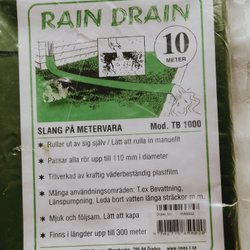 RAIN DRAIN
10
METER
SLANG PÅ METERVARA Mod. TB 1000
Rullar ut av sig själv / Lätt att rulla in manuellt
Passar alla rör upp till 110 mm i diameter
Tillverkad av kraftig väderbeständig plastfilm
Många användningsområden: T.ex Bevattning,
Länspumpning. Leda bort vatten långa sträckor m.m.
Mjuk och följsam. Lätt att kapa
Finns i längder upp till 300 meter